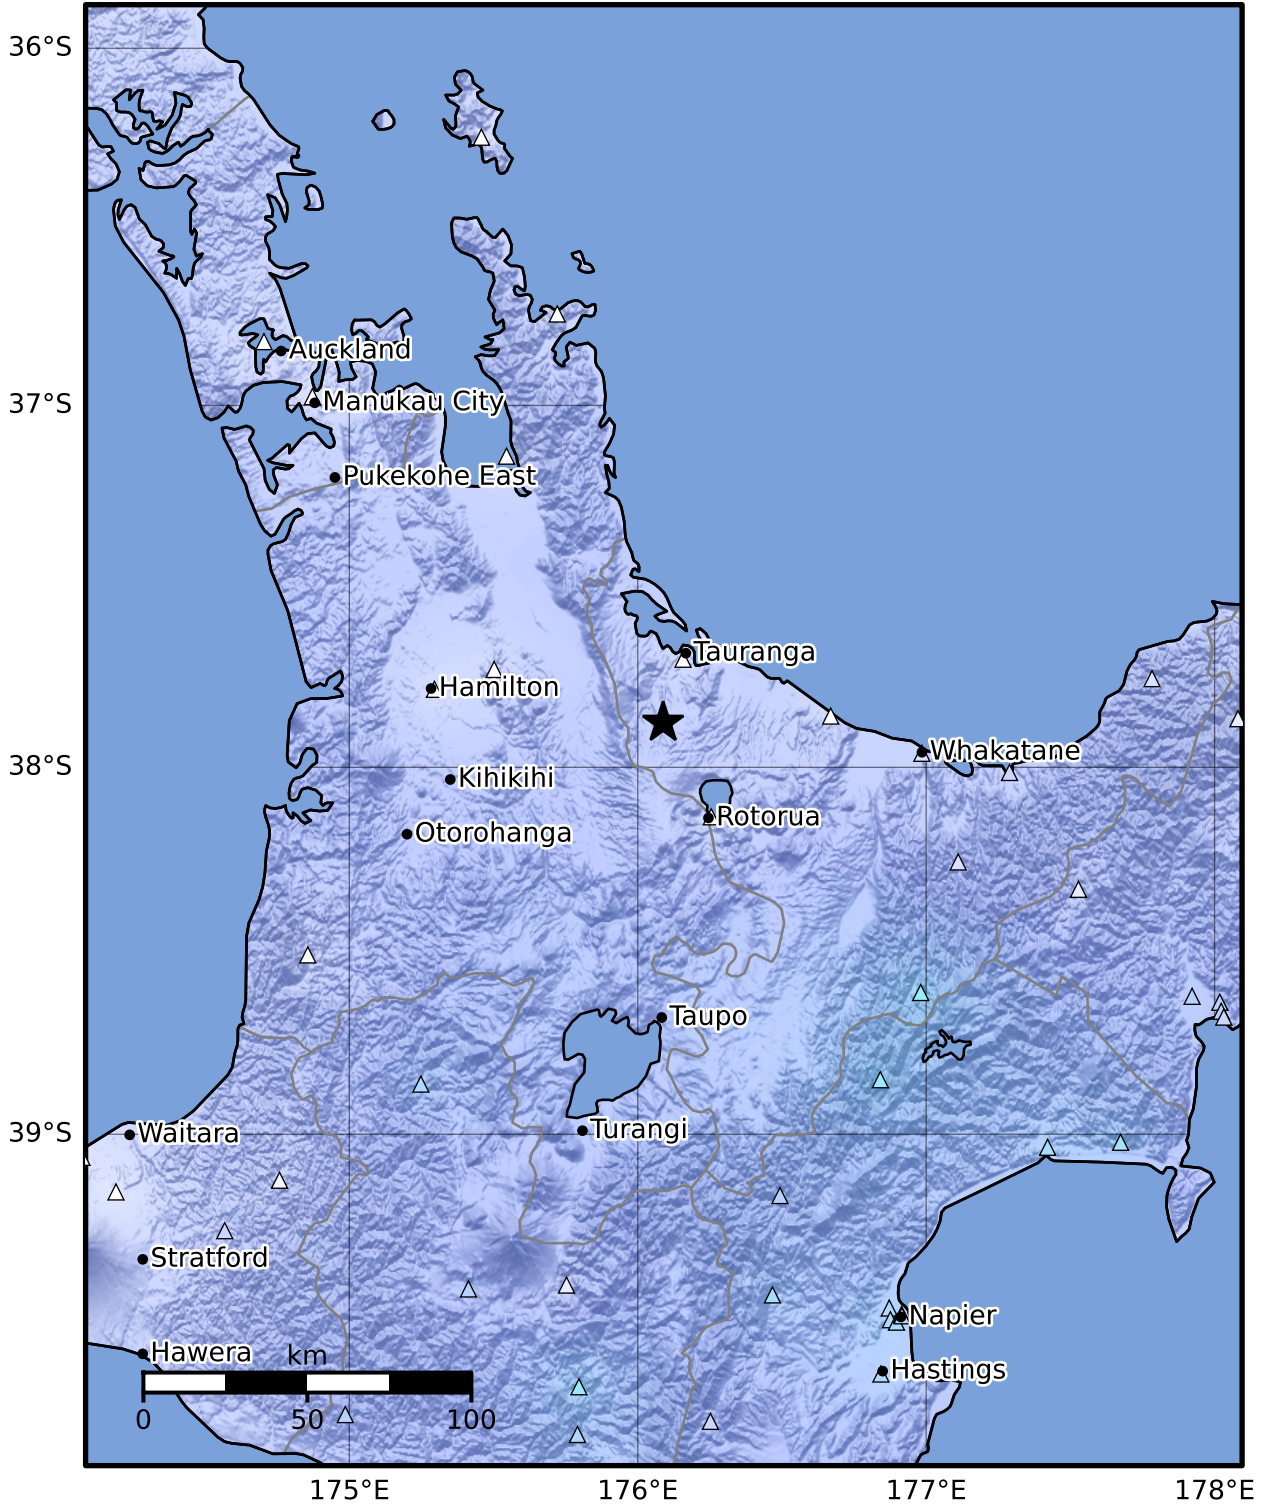 36°S
Auckland
37°S
Manukau City
Pukekohe East
Tauranga
Hamilton
Whakatane
38°S
Kihikihi
Rotorua
Otorohanga
Taupo
39°S
Waitara
Turangi
Stratford
Napier
Hawera
km
Hastings
0 50 100
175°E 176°E 177°E 178°E